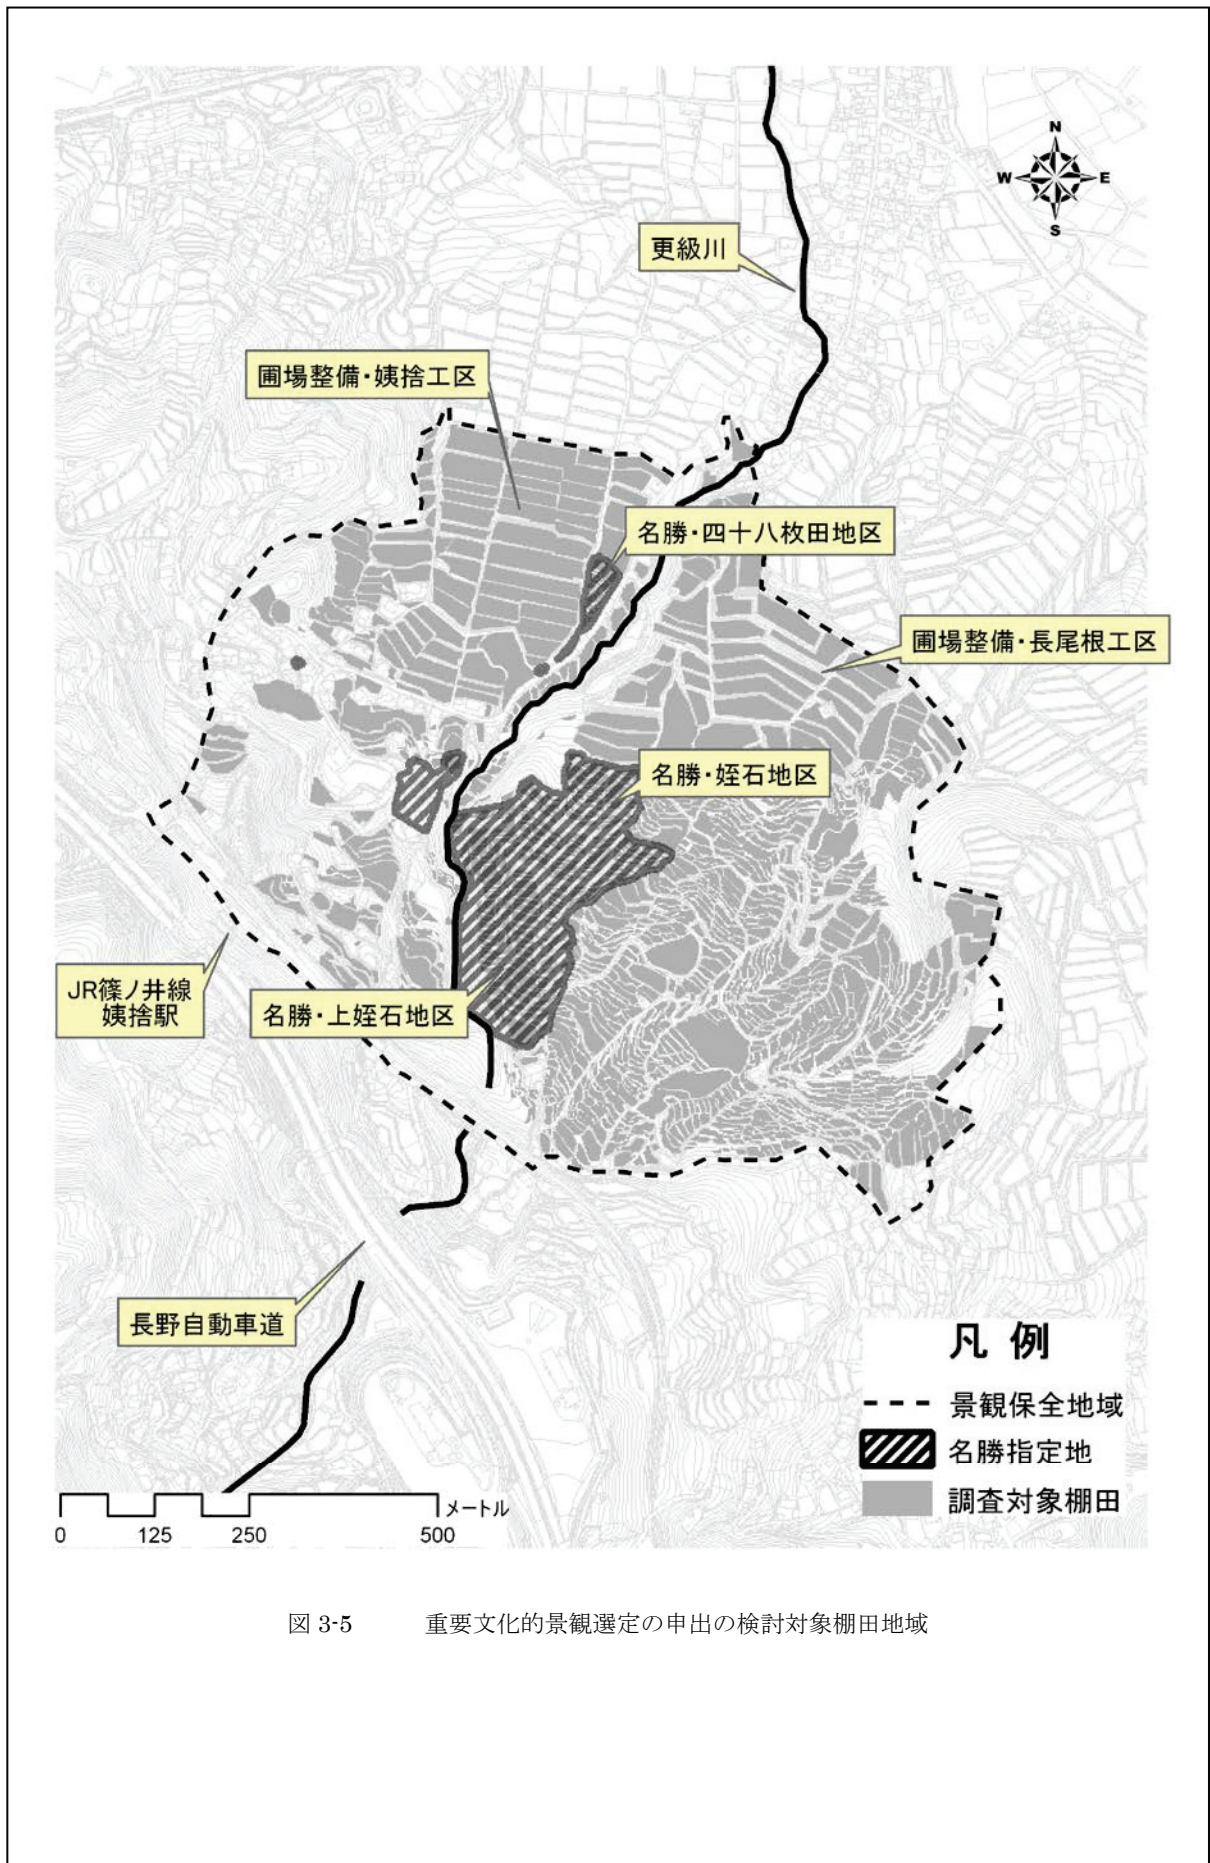 N
W
E
S
更級川
圃場整備・姨捨工区
名勝・四十八枚田地区
圃場整備・長尾根工区
名勝・姪石地区
JR篠ノ井線
姨捨駅
名勝・上姪石地区
長野自動車道
凡 例
景観保全地域
名勝指定地
調査対象棚田
メートル
0 125 250 500
図 3-5 重要文化的景観選定の申出の検討対象棚田地域